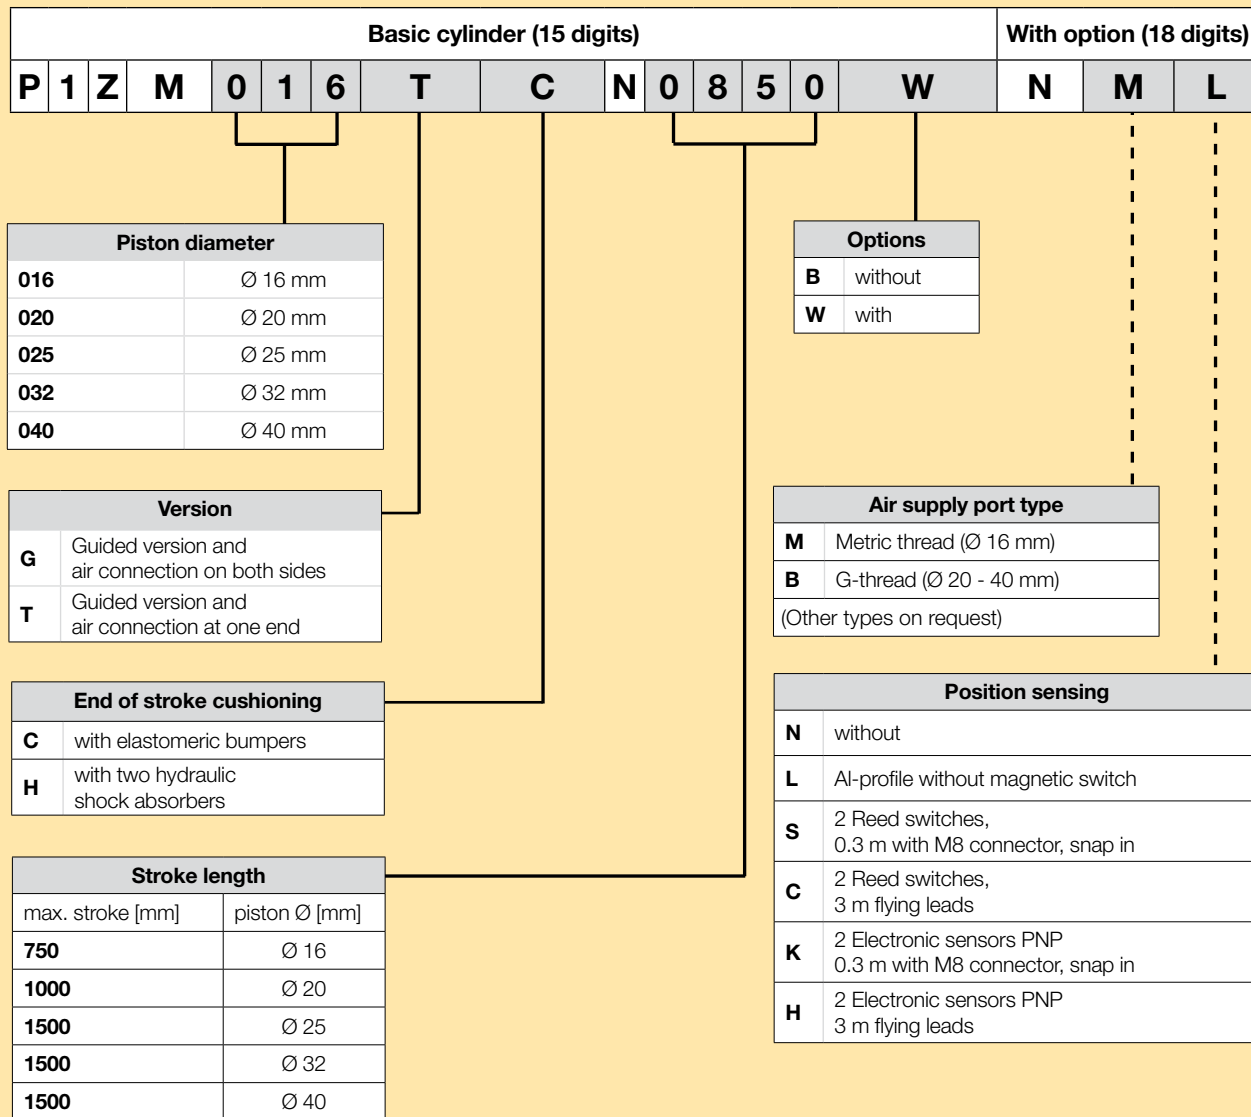 Basic cylinder (15 digits) With option (18 digits)
P 1 Z M 0 1 6 T C N 0 8 5 0 W N M L
Piston diameter
016 Ø 16 mm
020 Ø 20 mm
025 Ø 25 mm
032 Ø 32 mm
040 Ø 40 mm
Options
B without
W with
Version
G Guided version and
air connection on both sides
T Guided version and
air connection at one end
Air supply port type
M Metric thread (Ø 16 mm)
B G-thread (Ø 20 - 40 mm)
(Other types on request)
End of stroke cushioning
C with elastomeric bumpers
H with two hydraulic
shock absorbers
Position sensing
N without
L Al-profile without magnetic switch
S 2 Reed switches,
0.3 m with M8 connector, snap in
C 2 Reed switches,
3 m flying leads
K 2 Electronic sensors PNP
0.3 m with M8 connector, snap in
H 2 Electronic sensors PNP
3 m flying leads
Stroke length
max. stroke [mm] piston Ø [mm]
750 Ø 16
1000 Ø 20
1500 Ø 25
1500 Ø 32
1500 Ø 40